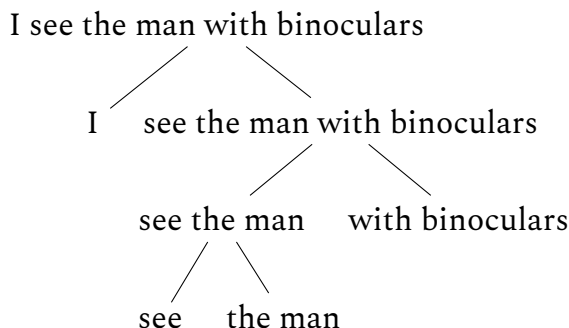 I see the man with binoculars
I see the man with binoculars
see the man with binoculars
see the man